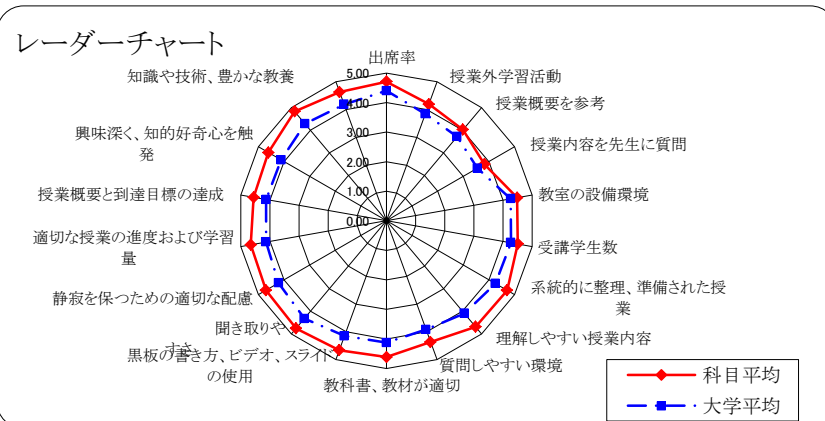 レーダーチャート
出席率
授業外学習活動
授業概要を参考
授業内容を先生に質問
教室の設備環境
受講学生数
系統的に整理、準備された授
業
理解しやすい授業内容
質問しやすい環境
教科書、教材が適切
黒板の書き方、ビデオ、スライド
の使用
聞き取りや
すさ
静寂を保つための適切な配慮
適切な授業の進度および学習
量
授業概要と到達目標の達成
興味深く、知的好奇心を触
発
知識や技術、豊かな教養
5.00
4.00
3.00
2.00
1.00
0.00
科目平均
大学平均